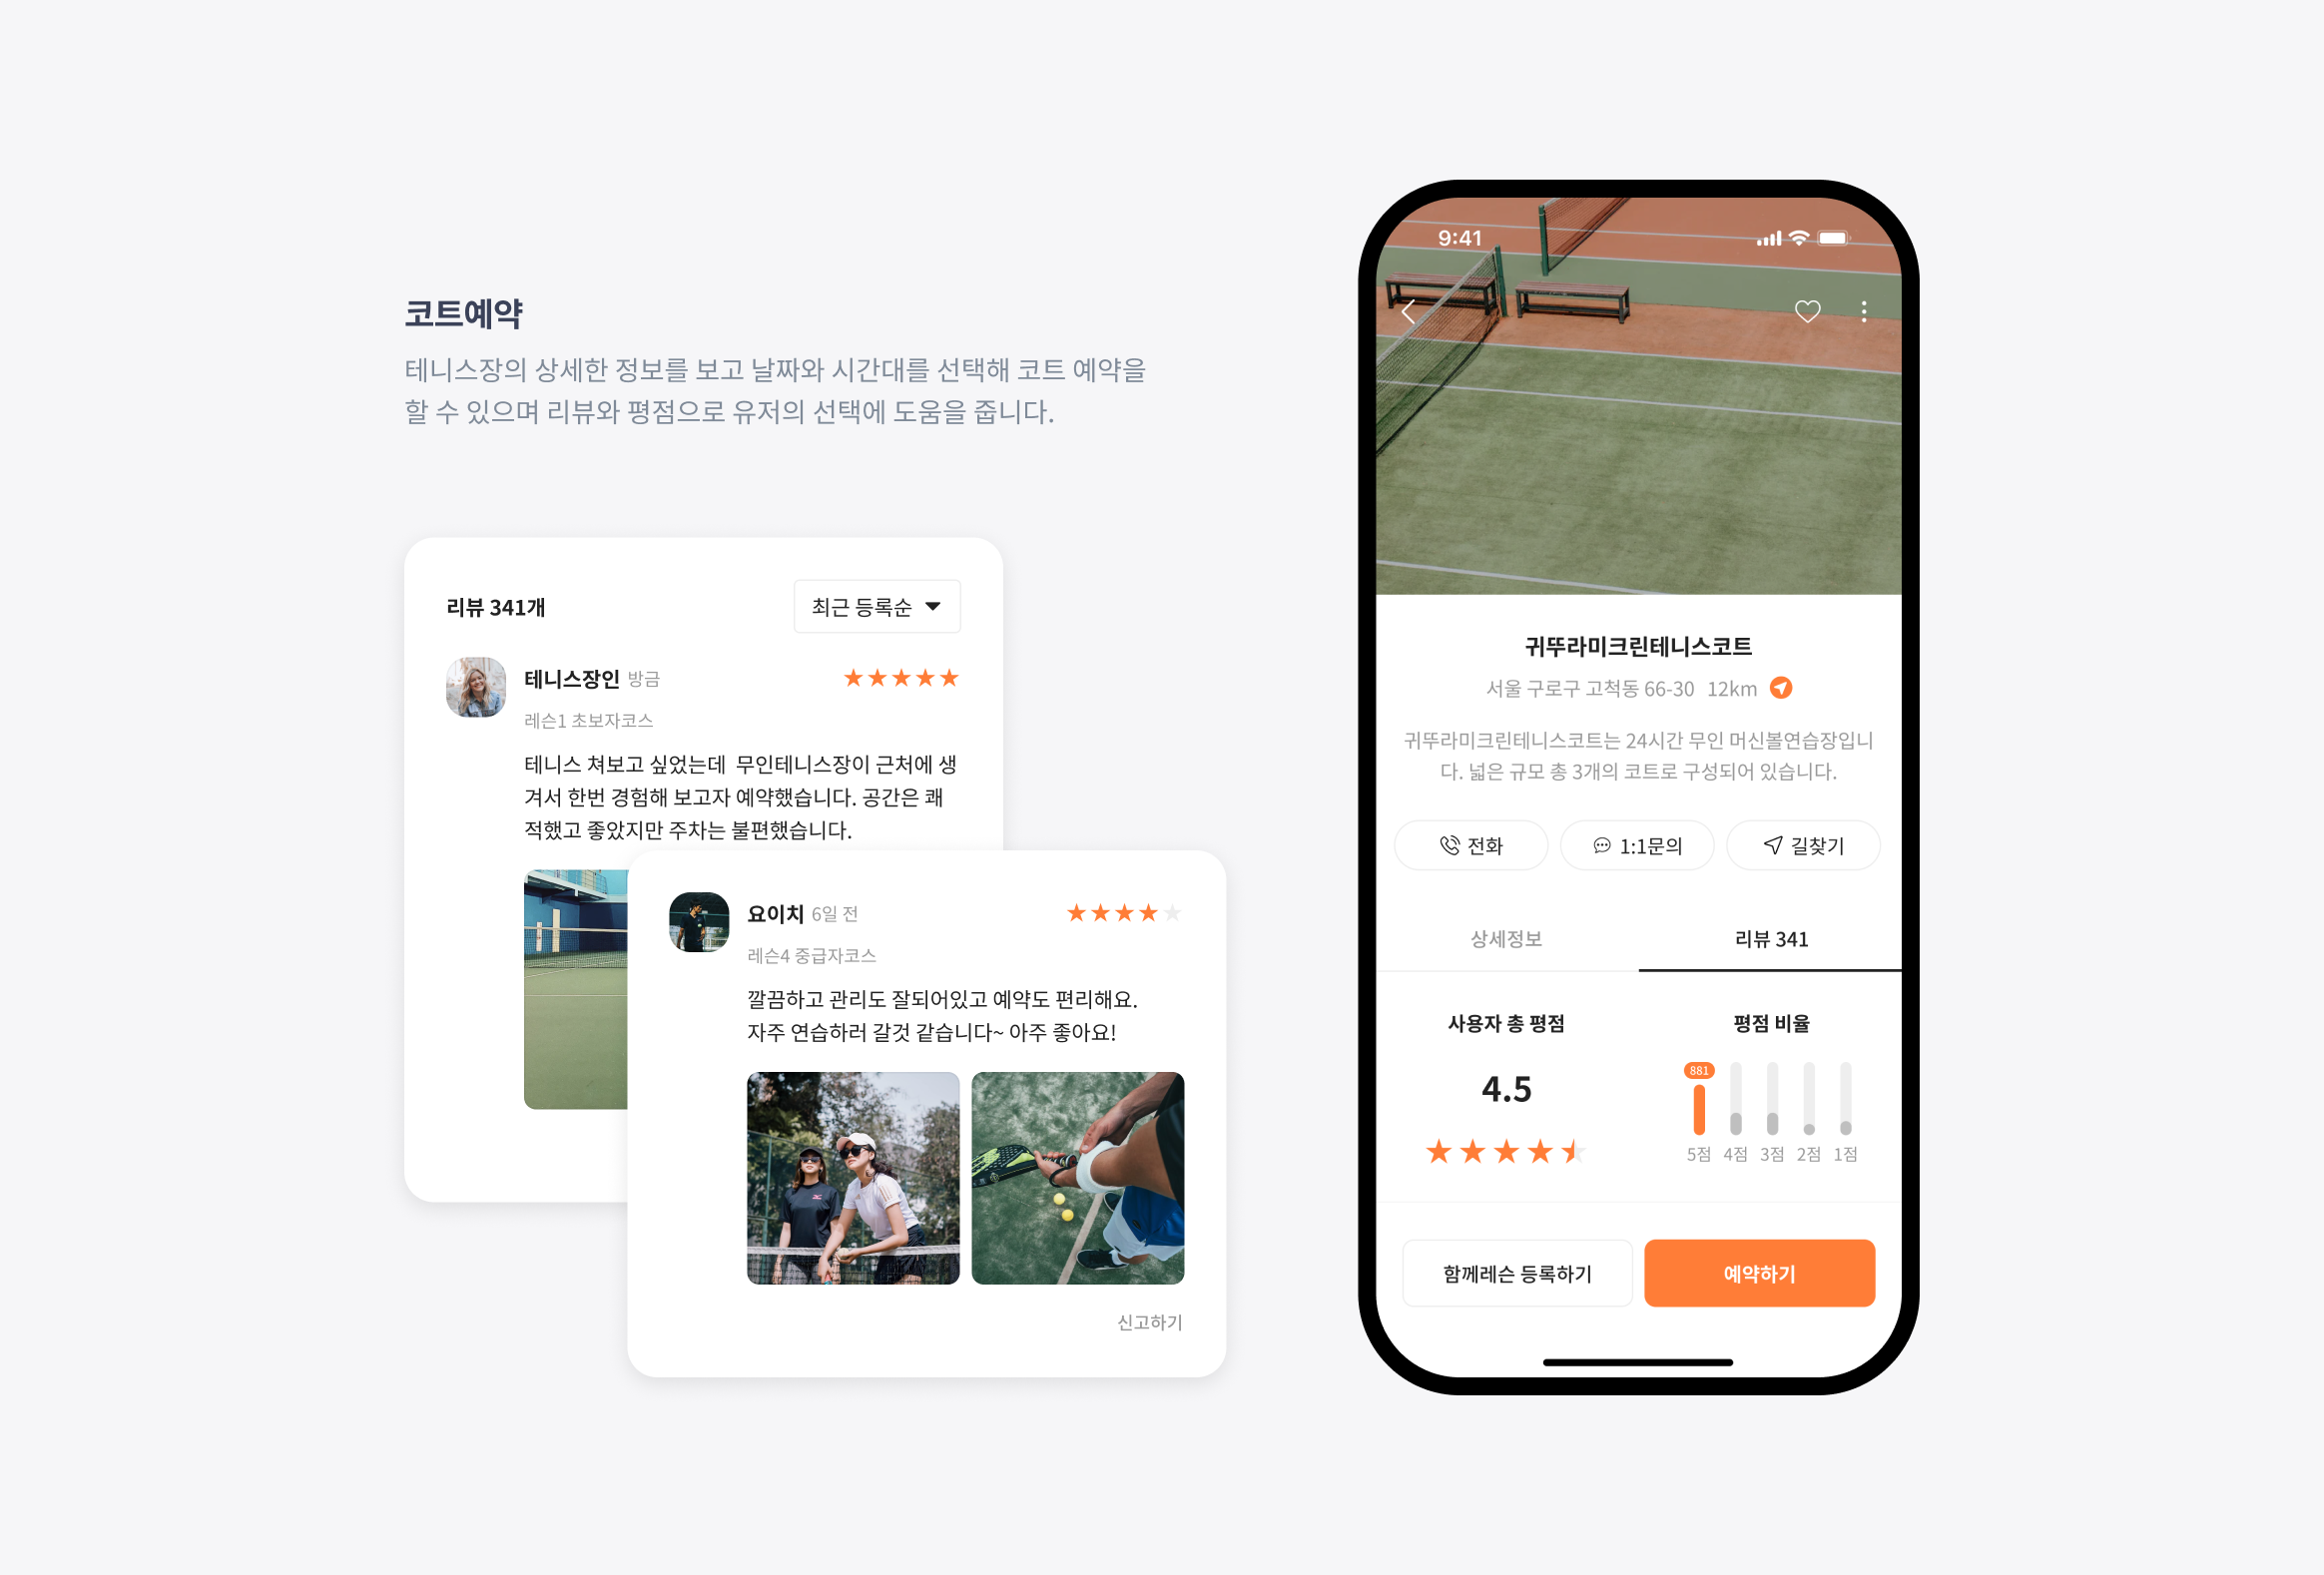 코트예약
테니스장의 상세한 정보를 보고 날짜와 시간대를 선택해 코트 예약을
할 수 있으며 리뷰와 평점으로 유저의 선택에 도움을 줍니다.
리뷰 341개
최근 등록순
테니스장인 방금
레슨1 초보자코스
테니스 쳐보고 싶었는데 무인테니스장이 근처에 생
겨서 한번 경험해 보고자 예약했습니다. 공간은 쾌
적했고 좋았지만 주차는 불편했습니다.
요이치 6일 전
레슨4 중급자코스
깔끔하고 관리도 잘되어있고 예약도 편리해요.
자주 연습하러 갈것 같습니다~ 아주 좋아요!
신고하기
9:41
귀뚜라미크린테니스코트
서울 구로구 고척동 66-30 12km
귀뚜라미크린테니스코트는 24시간 무인 머신볼연습장입니
다. 넓은 규모 총 3개의 코트로 구성되어 있습니다.
전화 1:1문의 길찾기
상세정보 리뷰 341
사용자 총 평점 평점 비율
4.5
881
5점 4점 3점 2점 1점
함께레슨 등록하기 예약하기